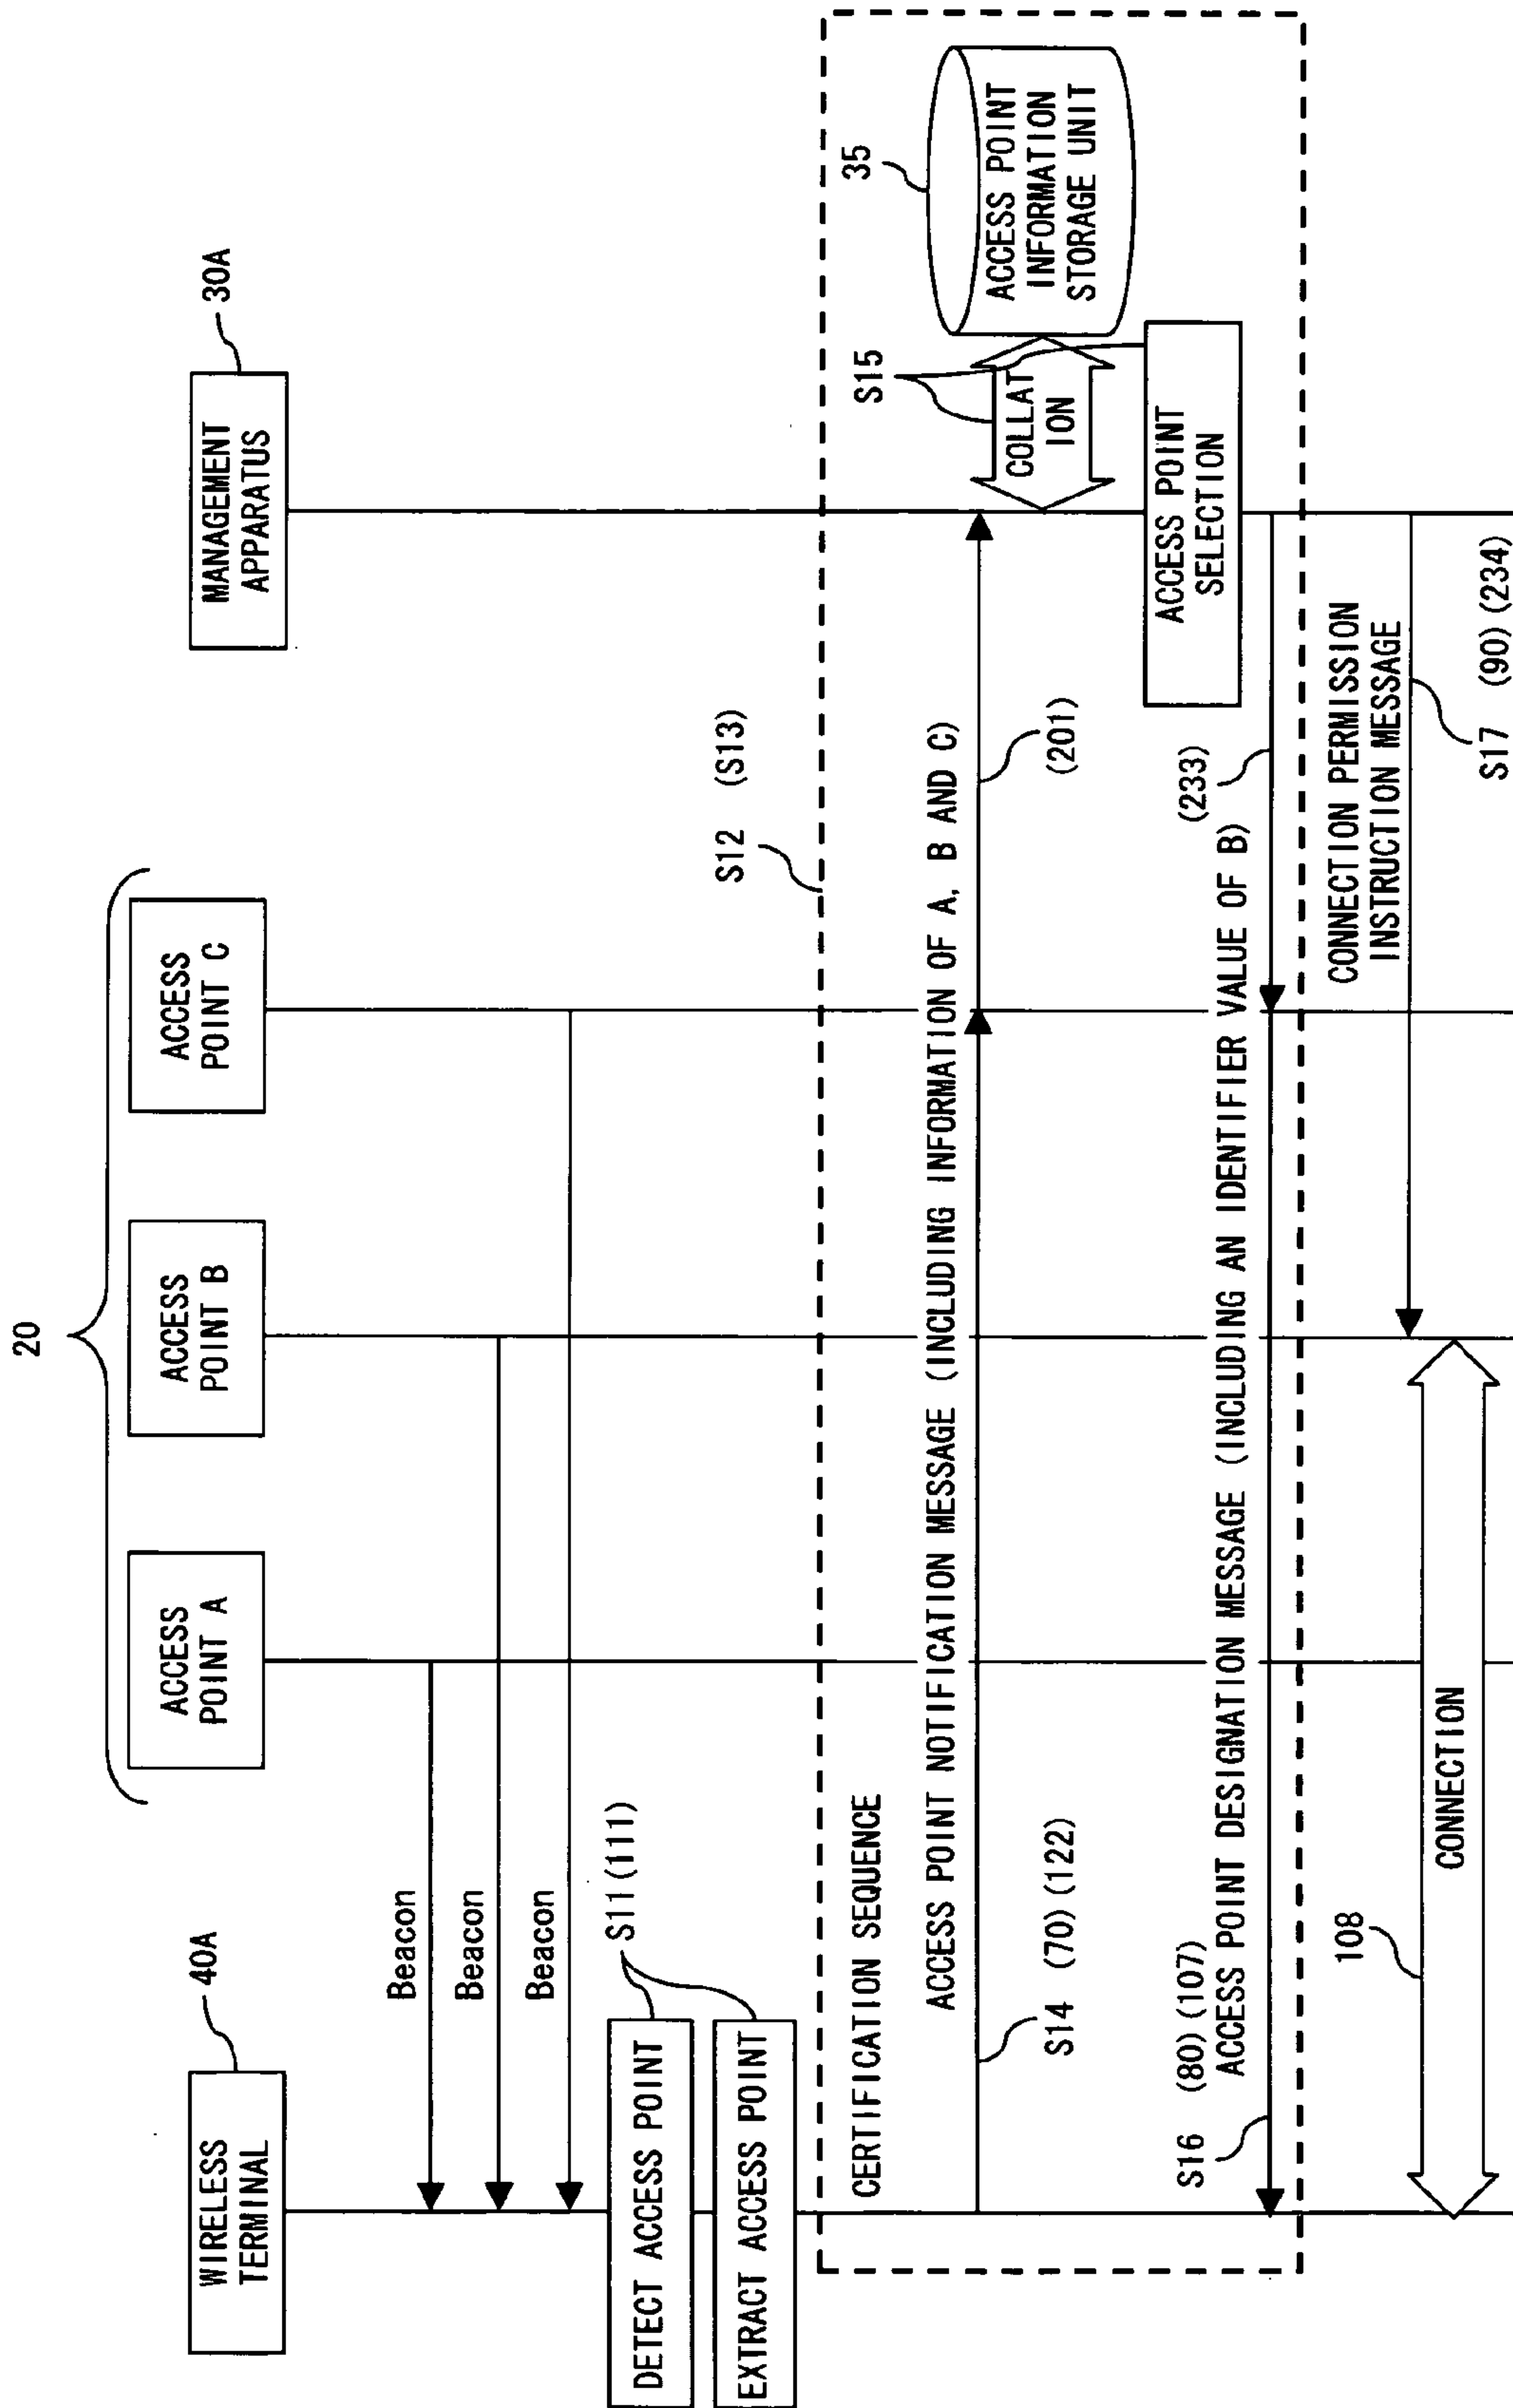 20
WIRELESS
TERMINAL
40A
ACCESS
POINT A
ACCESS
POINT B
ACCESS
POINT C
MANAGEMENT
APPARATUS
30A
Beacon
Beacon
Beacon
DETECT ACCESS POINT
EXTRACT ACCESS POINT
S11(111)
S12 (S13)
CERTIFICATION SEQUENCE
ACCESS POINT NOTIFICATION MESSAGE (INCLUDING INFORMATION OF A, B AND C)
S14 (70)(122)
(201)
S15
COLLAT
ION
35
ACCESS POINT
INFORMATION
STORAGE UNIT
ACCESS POINT
SELECTION
S16 (80)(107)
(233)
ACCESS POINT DESIGNATION MESSAGE (INCLUDING AN IDENTIFIER VALUE OF B)
CONNECTION PERMISSION
INSTRUCTION MESSAGE
S17 (90)(234)
108
CONNECTION